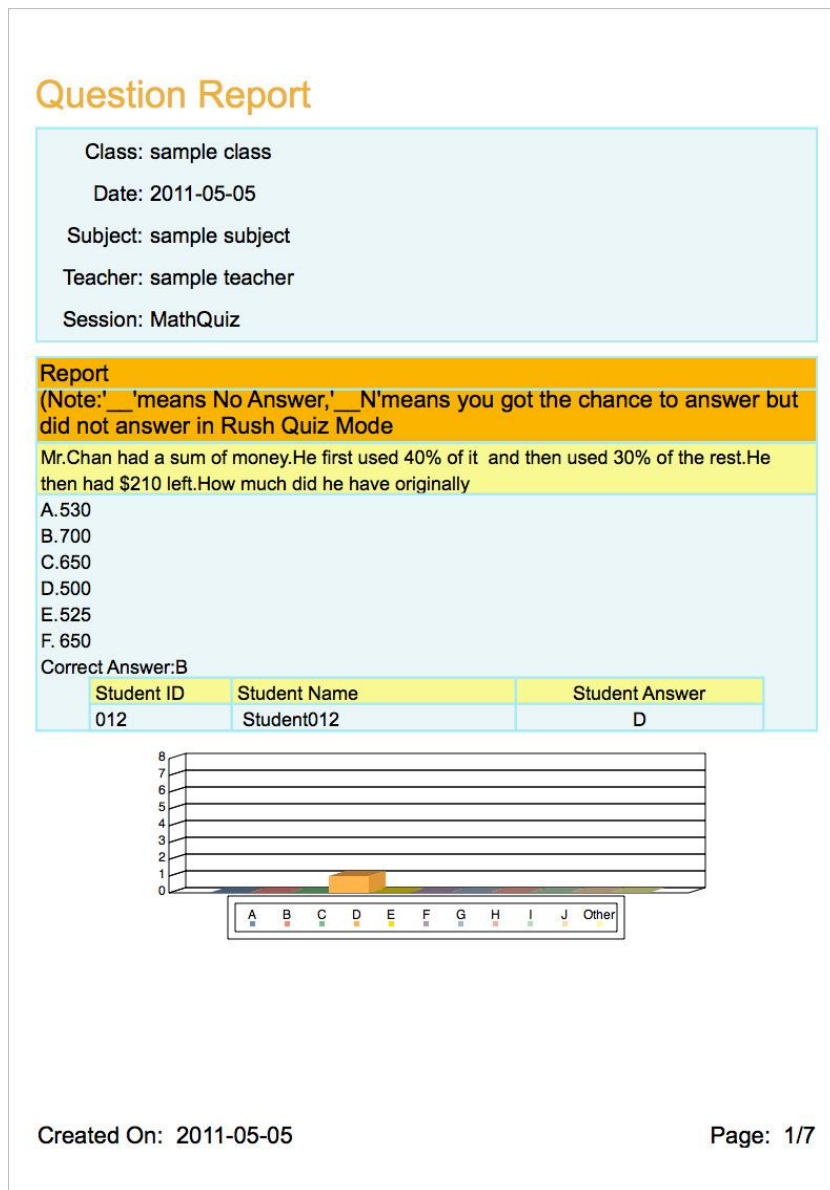 Question Report
Class: sample class
Date: 2011-05-05
Subject: sample subject
Teacher: sample teacher
Session: MathQuiz
Report
(Note:'__'means No Answer,'__N'means you got the chance to answer but
did not answer in Rush Quiz Mode
Mr.Chan had a sum of money.He first used 40% of it  and then used 30% of the rest.He
then had $210 left.How much did he have originally
A.530
B.700
C.650
D.500
E.525
F. 650
Correct Answer:B
Student ID Student Name Student Answer
012 Student012 D
8
7
6
5
4
3
2
1
0
A B C D E F G H I J Other
Created On: 2011-05-05 Page: 1/7